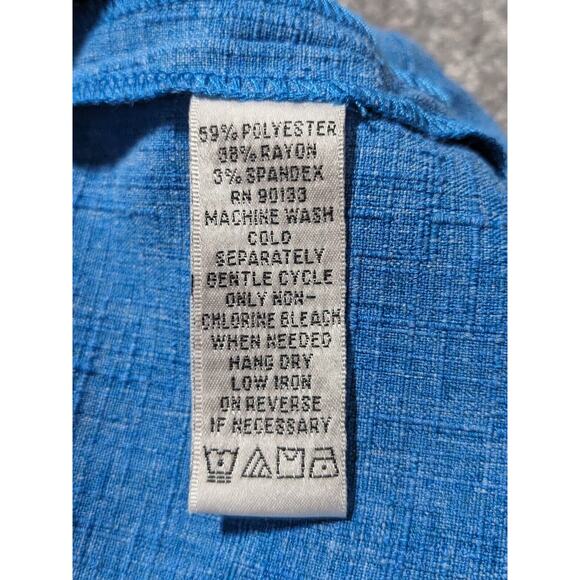 59% POLYESTER
38% RAYON
3% SPANDEX
RN 90133
MACHINE WASH
COLD
SEPARATELY
GENTLE CYCLE
ONLY NON-
CHLORINE BLEACH
WHEN NEEDED
HANG DRY
LOW IRON
ON REVERSE
IF NECESSARY